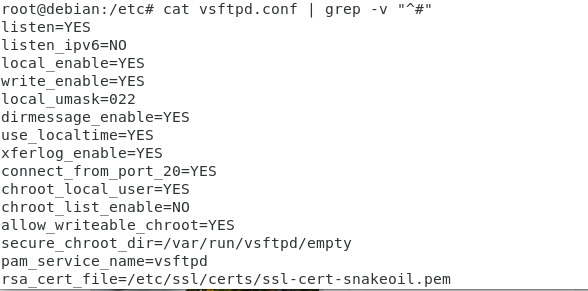 root@debian:/etc# cat vsftpd.conf | grep -v "^#"
listen=YES
listen_ipv6=NO
local_enable=YES
write_enable=YES
local_umask=022
dirmessage_enable=YES
use_localtime=YES
xferlog_enable=YES
connect_from_port_20=YES
chroot_local_user=YES
chroot_list_enable=NO
allow_writeable_chroot=YES
secure_chroot_dir=/var/run/vsftpd/empty
pam_service_name=vsftpd
rsa_cert_file=/etc/ssl/certs/ssl-cert-snakeoil.pem